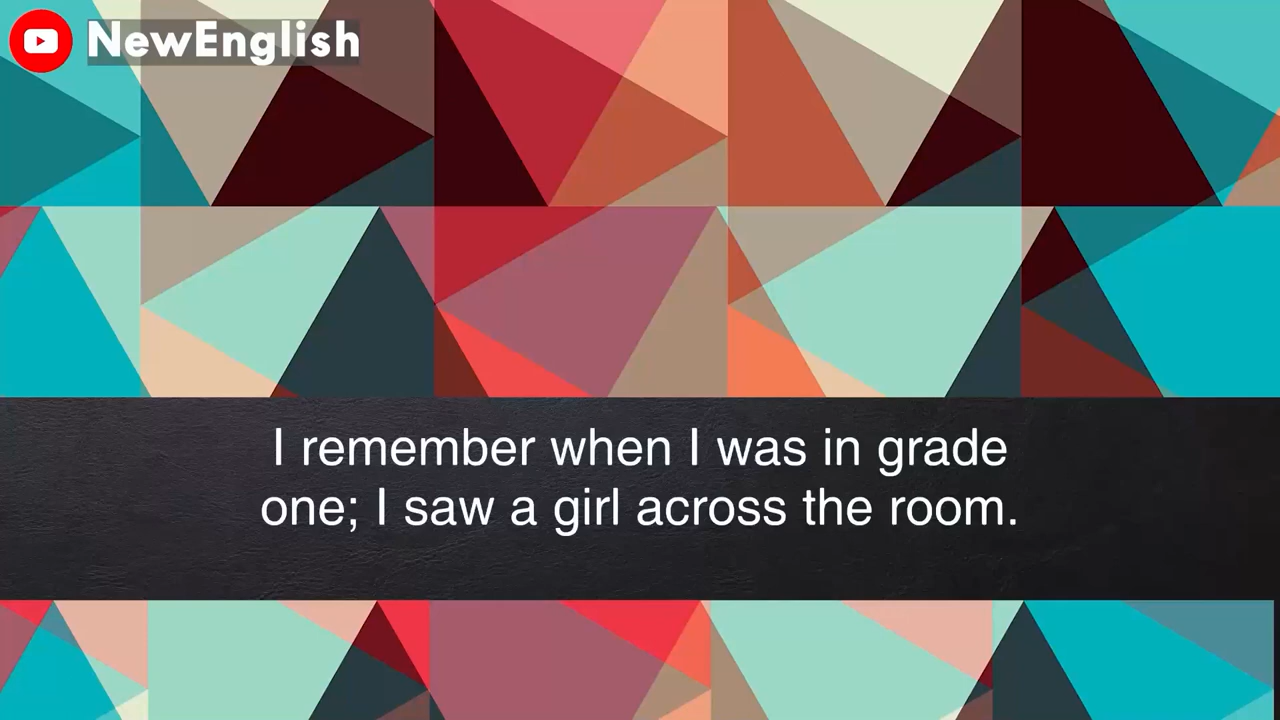 NewEnglish
I remember when I was in grade
one; I saw a girl across the room.